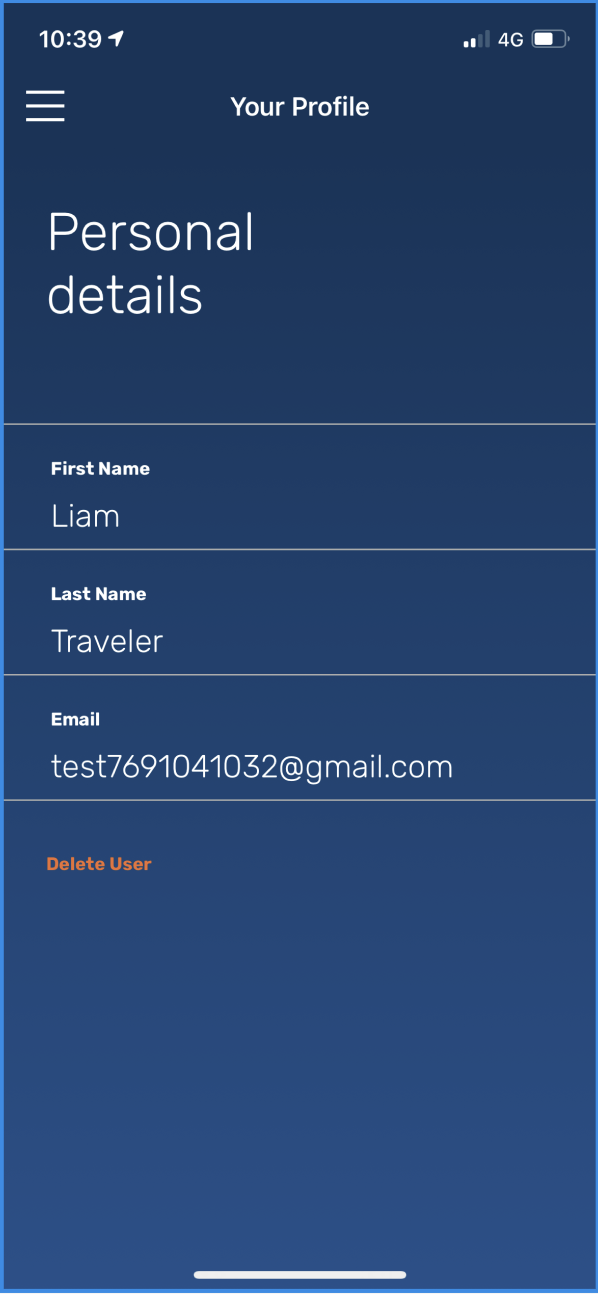 10:39
4G
Your Profile
Personal
details
First Name
Liam
Last Name
Traveler
Email
test7691041032@gmail.com
Delete User